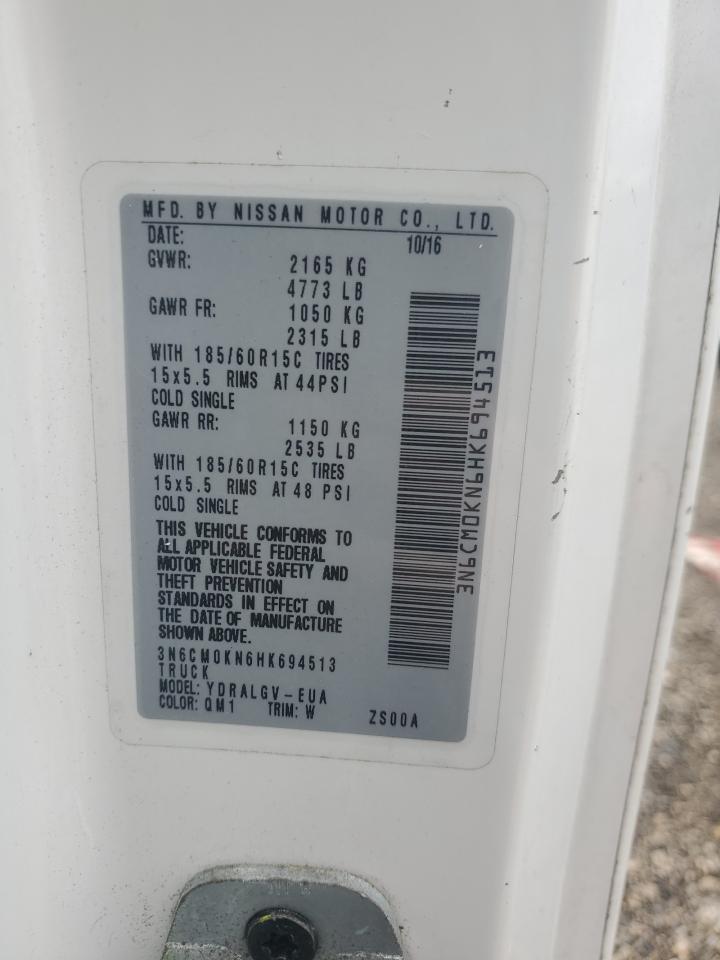 MFD. BY NISSAN MOTOR CO., LTD.
DATE: 10/16
GVWR: 2165 KG
4773 LB
GAWR FR: 1050 KG
2315 LB
WITH 185/60R15C TIRES
15x5.5 RIMS AT 44PSI
COLD SINGLE
GAWR RR: 1150 KG
2535 LB
WITH 185/60R15C TIRES
15x5.5 RIMS AT 48 PSI
COLD SINGLE
THIS VEHICLE CONFORMS TO
ALL APPLICABLE FEDERAL
MOTOR VEHICLE SAFETY AND
THEFT PREVENTION
STANDARDS IN EFFECT ON
THE DATE OF MANUFACTURE
SHOWN ABOVE.
3N6CM0KN6HK694513
TRUCK
MODEL: YDRALGV-EUA
COLOR: QM1 TRIM: W ZS00A
3N6CM0KN6HK694513